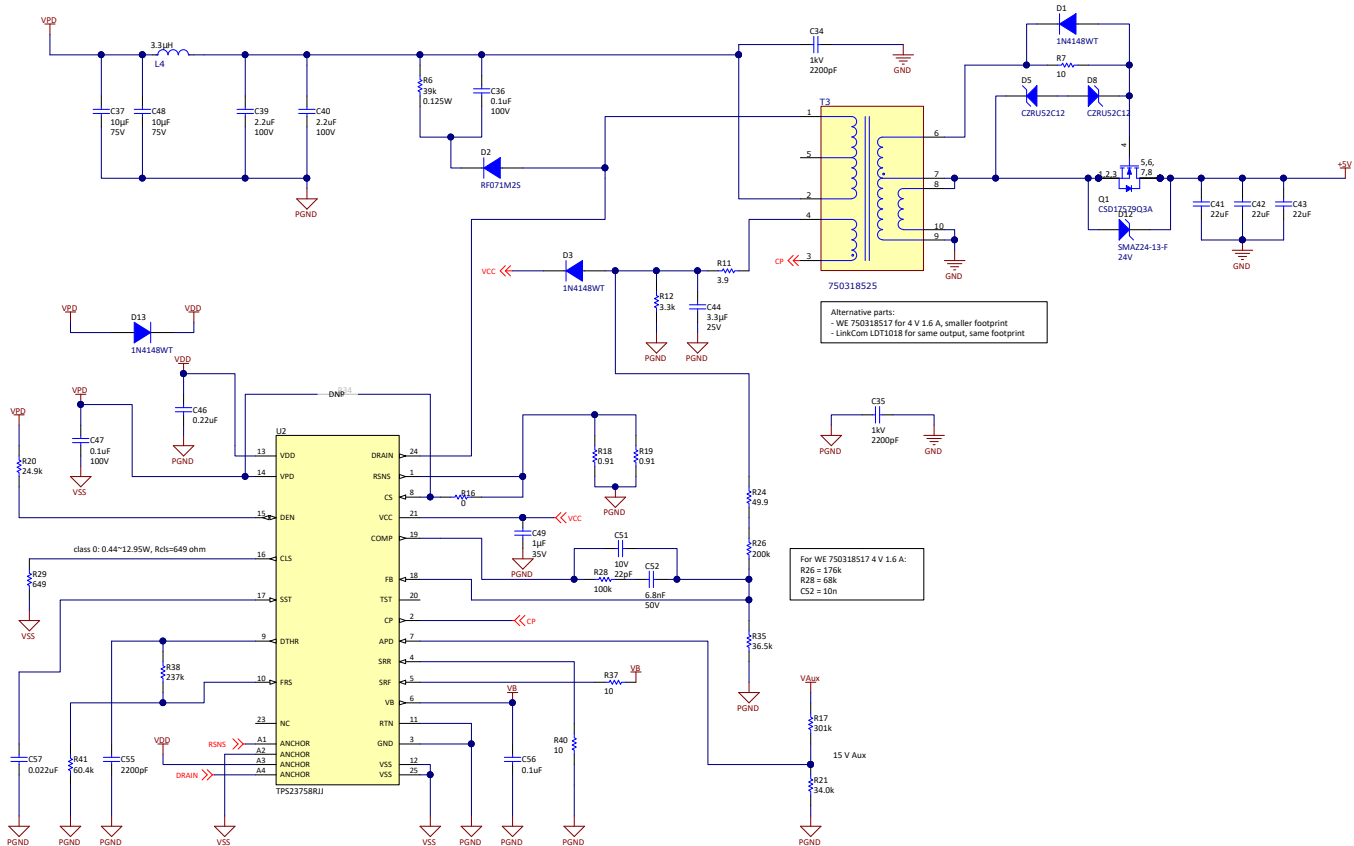 VPD
3.3µH
L4
C37
10µF
75V
C48
10µF
75V
C39
2.2uF
100V
C40
2.2uF
100V
PGND
R6
39k
0.125W
C36
0.1uF
100V
D2
RF071M2S
C34
1kV
2200pF
GND
D1
1N4148WT
R7
10
D5
CZRU52C12
D8
CZRU52C12
T3
1
5
2
4
3
6
7
8
10
9
CP
750318525
GND
4
1,2,3
5,6,
7,8
Q1
CSD17579Q3A
D12
SMAZ24-13-F
24V
+5V
C41
22uF
C42
22uF
C43
22uF
GND
VCC
D3
1N4148WT
R11
3.9
R12
3.3k
C44
3.3µF
25V
PGND
PGND
Alternative parts:
- WE 750318517 for 4 V 1.6 A, smaller footprint
- LinkCom LDT1018 for same output, same footprint
VPD
D13
VDD
1N4148WT
VDD
C46
0.22uF
PGND
R34
DNP
VPD
C47
0.1uF
100V
VSS
VPD
R20
24.9k
C35
1kV
2200pF
PGND
GND
U2
13
VDD
14
VPD
15
DEN
16
CLS
17
SST
9
DTHR
10
FRS
23
NC
A1
ANCHOR
A2
ANCHOR
A3
ANCHOR
A4
ANCHOR
DRAIN
24
RSNS
1
CS
8
VCC
21
COMP
19
FB
18
TST
20
CP
2
APD
7
SRR
4
SRF
5
VB
6
RTN
11
GND
3
VSS
12
VSS
25
TPS23758RJJ
R16
0
R18
0.91
R19
0.91
PGND
VCC
C49
1µF
35V
PGND
C51
10V
22pF
R28
100k
C52
6.8nF
50V
R24
49.9
R26
200k
R35
36.5k
PGND
For WE 750318517 4 V 1.6 A:
R26 = 176k
R28 = 68k
C52 = 10n
class 0: 0.44~12.95W, Rcls=649 ohm
R29
649
VSS
CP
R38
237k
R37
10
VB
VB
C56
0.1uF
R40
10
VAux
R17
301k
15 V Aux
R21
34.0k
VDD
RSNS
DRAIN
C57
0.022uF
R41
60.4k
C55
2200pF
PGND
PGND
PGND
VSS
VSS
PGND
PGND
PGND
PGND